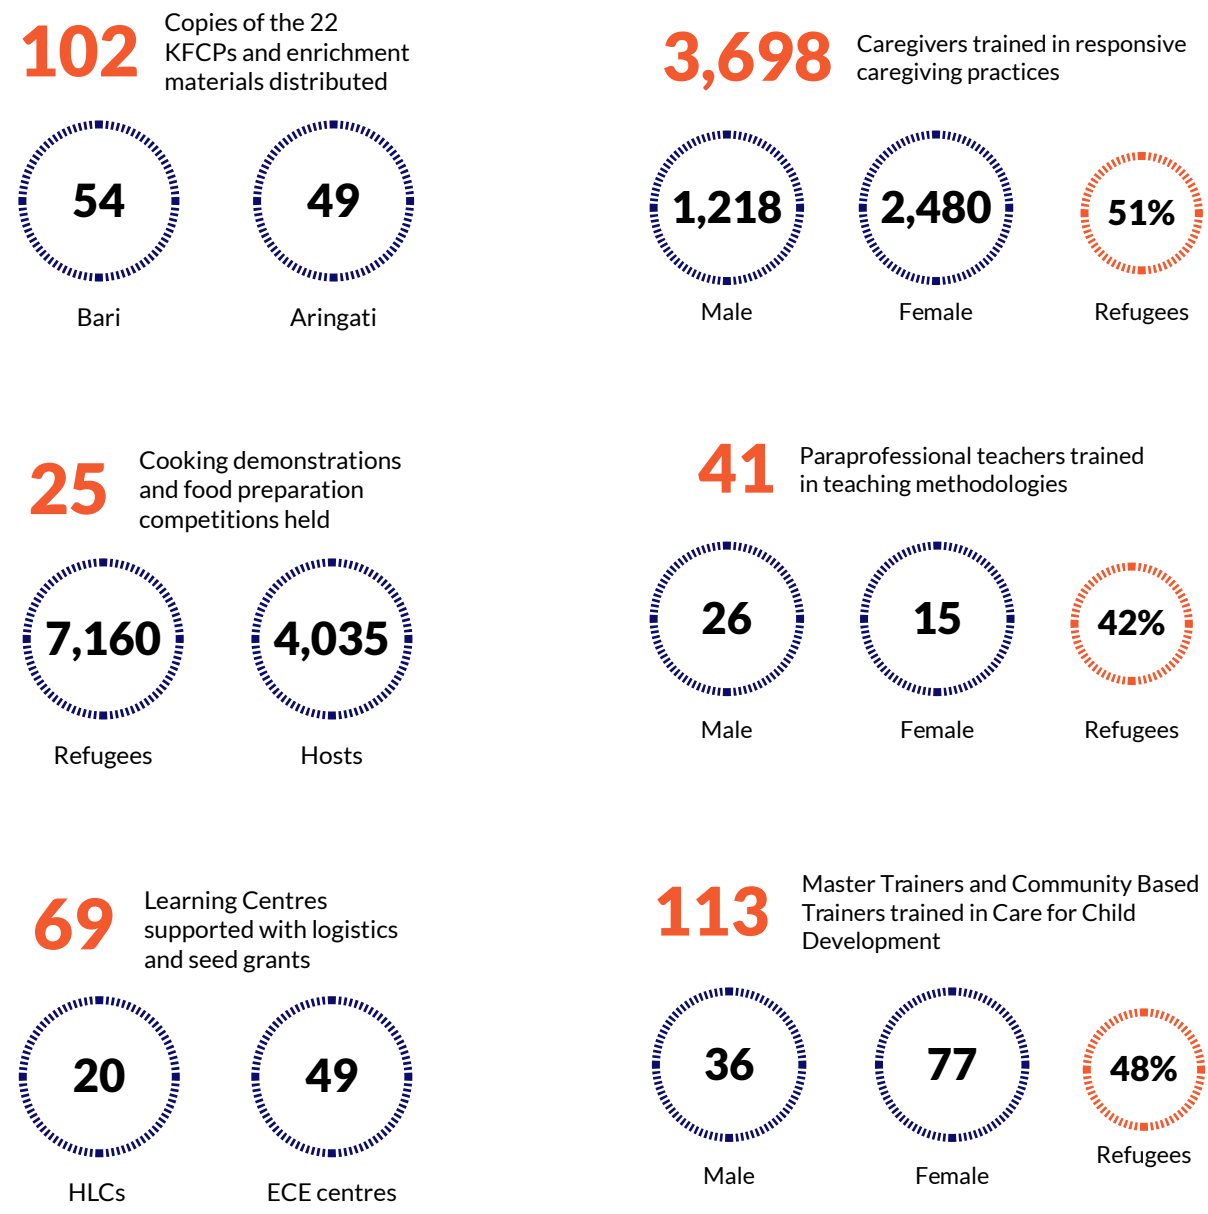 102
Copies of the 22
KFCPs and enrichment
materials distributed
54
49
Bari
Aringati
3,698
Caregivers trained in responsive
caregiving practices
1,218
2,480
51%
Male
Female
Refugees
25
Cooking demonstrations
and food preparation
competitions held
7,160
4,035
Refugees
Hosts
41
Paraprofessional teachers trained
in teaching methodologies
26
15
42%
Male
Female
Refugees
69
Learning Centres
supported with logistics
and seed grants
20
49
HLCs
ECE centres
113
Master Trainers and Community Based
Trainers trained in Care for Child
Development
36
77
48%
Male
Female
Refugees